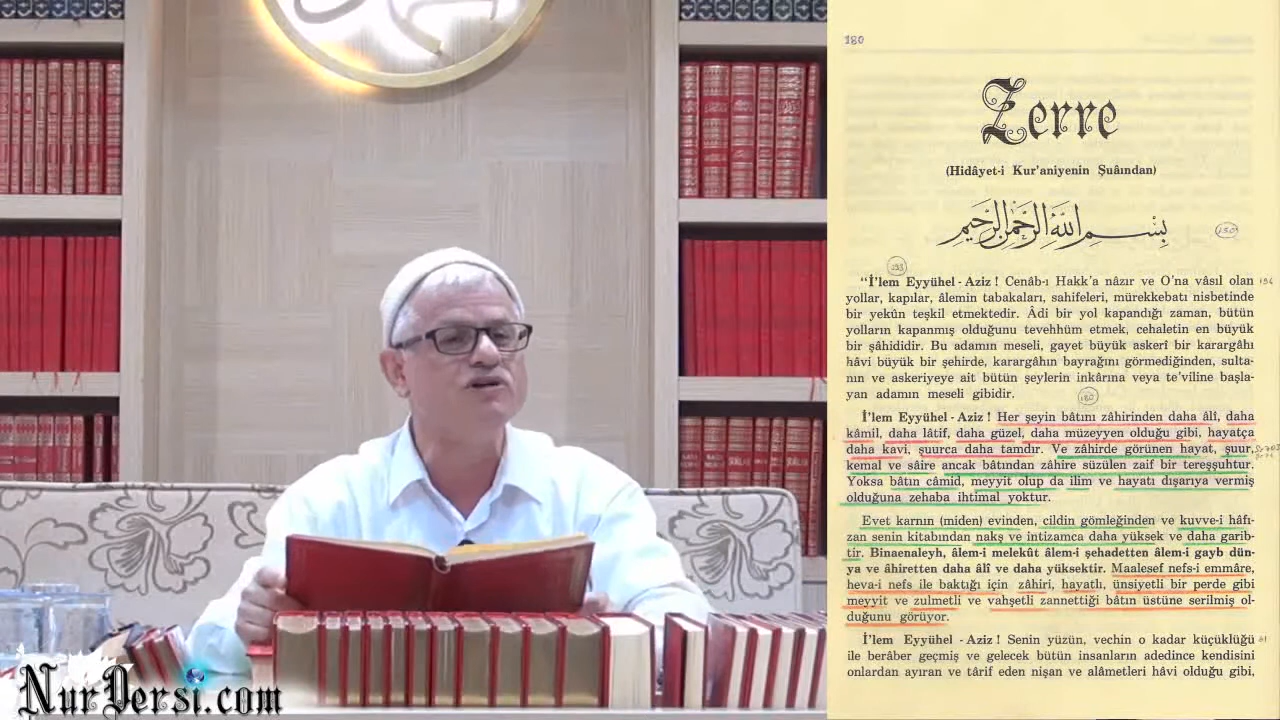 180
Zerre
(Hidâyet-i Kur'aniyenin Şuâından)
بِسْمِ اللّٰهِ الرَّحْمٰنِ الرَّحِيمِ
"İ'lem Eyyühel - Aziz ! Cenâb-ı Hakk'a nâzır ve O'na vâsıl olan
yollar, kapılar, âlemin tabakaları, sahifeleri, mürekkebatı nisbetinde
bir yekûn teşkil etmektedir. Âdi bir yol kapandığı zaman, bütün
yolların kapanmış olduğunu tevehhüm etmek, cehaletin en büyük
bir şâhididir. Bu adamın meseli, gayet büyük askerî bir karargâhı
hâvi büyük bir şehirde, karargâhın bayrağını görmediğinden, sulta-
nın ve askeriyeye ait bütün şeylerin inkârına veya te'viline başla-
yan adamın meseli gibidir.
İ'lem Eyyühel - Aziz ! Her şeyin bâtını zâhirinden daha âlî, daha
kâmil, daha lâtif, daha güzel, daha müzeyyen olduğu gibi, hayatça
daha kavi, şuurca daha tamdır. Ve zâhirde görünen hayat, şuur,
kemal ve sâire ancak bâtından zâhire süzülen zaif bir tereşşuhtur.
Yoksa bâtın câmid, meyyit olup da ilim ve hayatı dışarıya vermiş
olduğuna zehaba ihtimal yoktur.
Evet karnın (miden) evinden, cildin gömleğinden ve kuvve-i hâfı-
zan senin kitabından nakş ve intizamca daha yüksek ve daha garib-
tir. Binaenaleyh, âlem-i melekût âlem-i şehadetten âlem-i gayb dün-
ya ve âhiretten daha âlî ve daha yüksektir. Maalesef nefs-i emmâre,
heva-i nefs ile baktığı için zâhiri, hayatlı, ünsiyetli bir perde gibi
meyyit ve zulmetli ve vahşetli zannettiği bâtın üstüne serilmiş ol-
duğunu görüyor.
İ'lem Eyyühel - Aziz ! Senin yüzün, vechin o kadar küçüklüğü
ile berâber geçmiş ve gelecek bütün insanların adedince kendisini
onlardan ayıran ve târif eden nişan ve alâmetleri hâvi olduğu gibi,
NurDersi.com